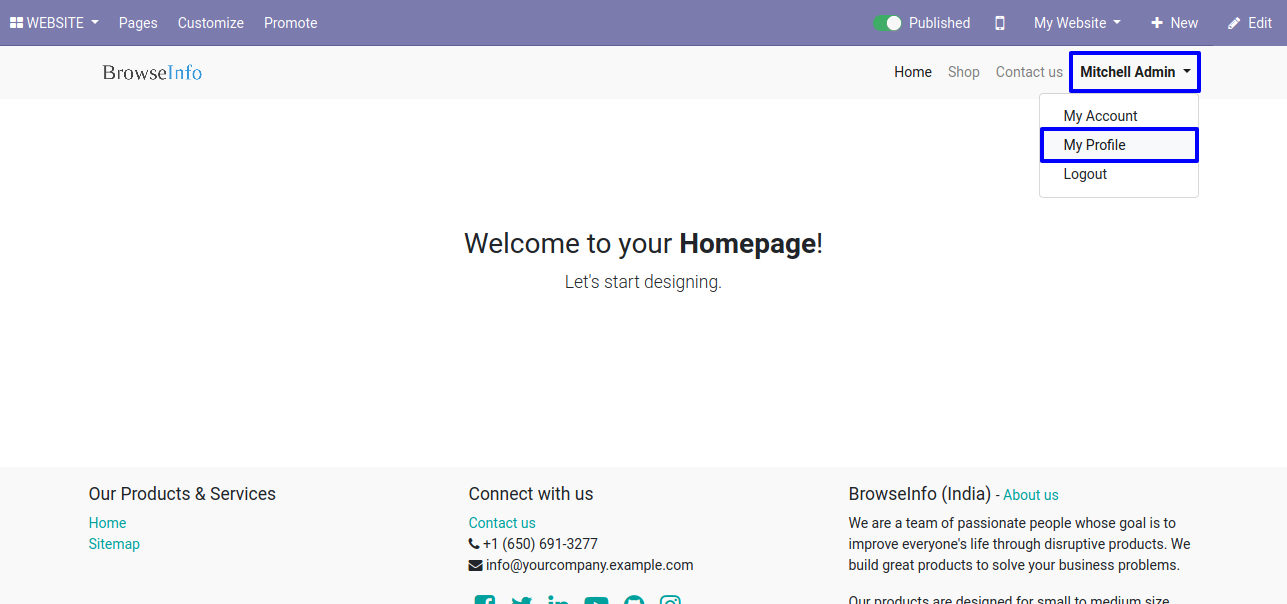 WEBSITE Pages Customize Promote Published My Website New Edit
BrowseInfo Home Shop Contact us Mitchell Admin
My Account
My Profile
Logout
Welcome to your Homepage!
Let's start designing.
Our Products & Services
Home
Sitemap
Connect with us
Contact us
+1 (650) 691-3277
info@yourcompany.example.com
BrowseInfo (India) - About us
We are a team of passionate people whose goal is to
improve everyone's life through disruptive products. We
build great products to solve your business problems.
Our products are designed for small to medium size